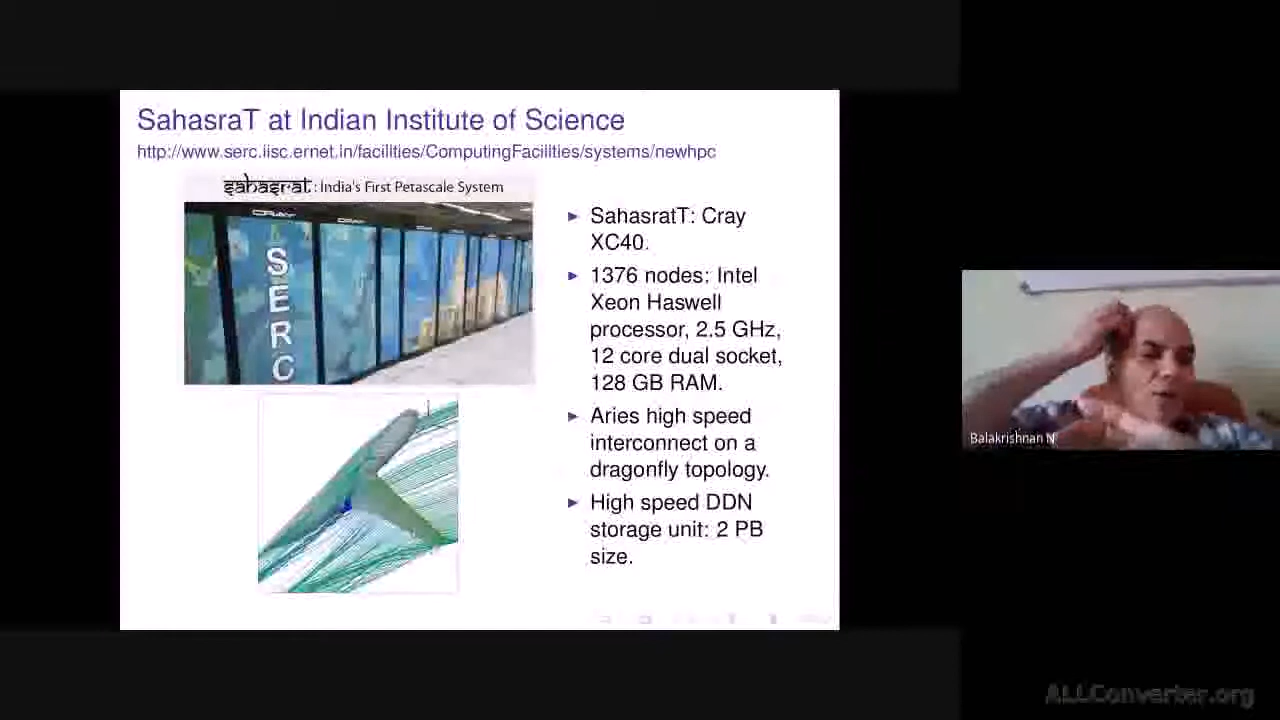 SahasraT at Indian Institute of Science
http://www.serc.iisc.ernet.in/facilities/ComputingFacilities/systems/newhpc
sahasrat : India's First Petascale System
CRAY
SERC
▶ SahasratT: Cray
XC40.
▶ 1376 nodes: Intel
Xeon Haswell
processor, 2.5 GHz,
12 core dual socket,
128 GB RAM.
▶ Aries high speed
interconnect on a
dragonfly topology.
▶ High speed DDN
storage unit: 2 PB
size.
Balakrishnan N
ALLConverter.org